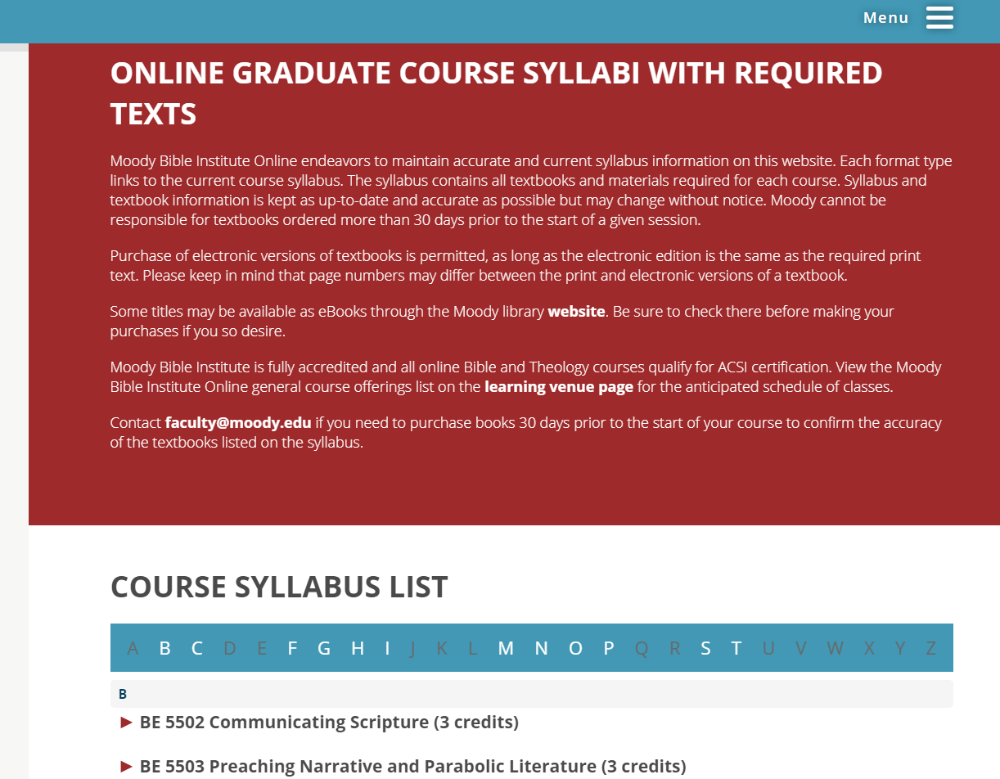 Menu
ONLINE GRADUATE COURSE SYLLABI WITH REQUIRED
TEXTS
Moody Bible Institute Online endeavors to maintain accurate and current syllabus information on this website. Each format type
links to the current course syllabus. The syllabus contains all textbooks and materials required for each course. Syllabus and
textbook information is kept as up-to-date and accurate as possible but may change without notice. Moody cannot be
responsible for textbooks ordered more than 30 days prior to the start of a given session.
Purchase of electronic versions of textbooks is permitted, as long as the electronic edition is the same as the required print
text. Please keep in mind that page numbers may differ between the print and electronic versions of a textbook.
Some titles may be available as eBooks through the Moody library website. Be sure to check there before making your
purchases if you so desire.
Moody Bible Institute is fully accredited and all online Bible and Theology courses qualify for ACSI certification. View the Moody
Bible Institute Online general course offerings list on the learning venue page for the anticipated schedule of classes.
Contact faculty@moody.edu if you need to purchase books 30 days prior to the start of your course to confirm the accuracy
of the textbooks listed on the syllabus.
COURSE SYLLABUS LIST
A B C D E F G H I J K L M N O P Q R S T U V W X Y Z
B
BE 5502 Communicating Scripture (3 credits)
BE 5503 Preaching Narrative and Parabolic Literature (3 credits)